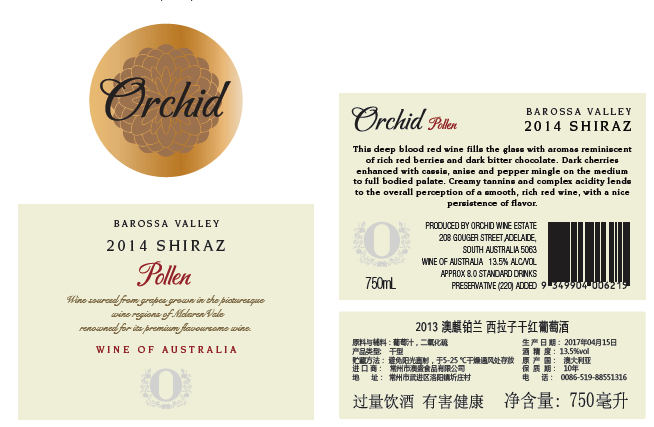 Orchid
BAROSSA VALLEY
2014 SHIRAZ
Pollen
Wine sourced from grapes grown in the picturesque
wine regions of Mclaren Vale
renowned for its premium flavoursome wine.
WINE OF AUSTRALIA
O
Orchid Pollen
BAROSSA VALLEY
2014 SHIRAZ
This deep blood red wine fills the glass with aromas reminiscent
of rich red berries and dark bitter chocolate. Dark cherries
enhanced with cassis, anise and pepper mingle on the medium
to full bodied palate. Creamy tannins and complex acidity lends
to the overall perception of a smooth, rich red wine, with a nice
persistence of flavor.
O
750mL
PRODUCED BY ORCHID WINE ESTATE
208 GOUGER STREET,ADELAIDE,
SOUTH AUSTRALIA 5063
WINE OF AUSTRALIA 13.5% ALC/VOL
APPROX 8.0 STANDARD DRINKS
PRESERVATIVE (220) ADDED
9 349904 006219
2013 澳麒铂兰 西拉子干红葡萄酒
原料与辅料：葡萄汁，二氧化硫
产品类型： 干型
贮藏方法：避免阳光直射，于5-25 ℃干燥通风处存放
进 口 商： 常州市澳盛食品有限公司
地 址： 常州市武进区洛阳镇圻庄村
生 产 日 期： 2017年04月15日
酒 精 度：13.5%vol
原 产 国： 澳大利亚
保 质 期： 10年
电 话： 0086-519-88551316
过量饮酒 有害健康 净含量: 750毫升